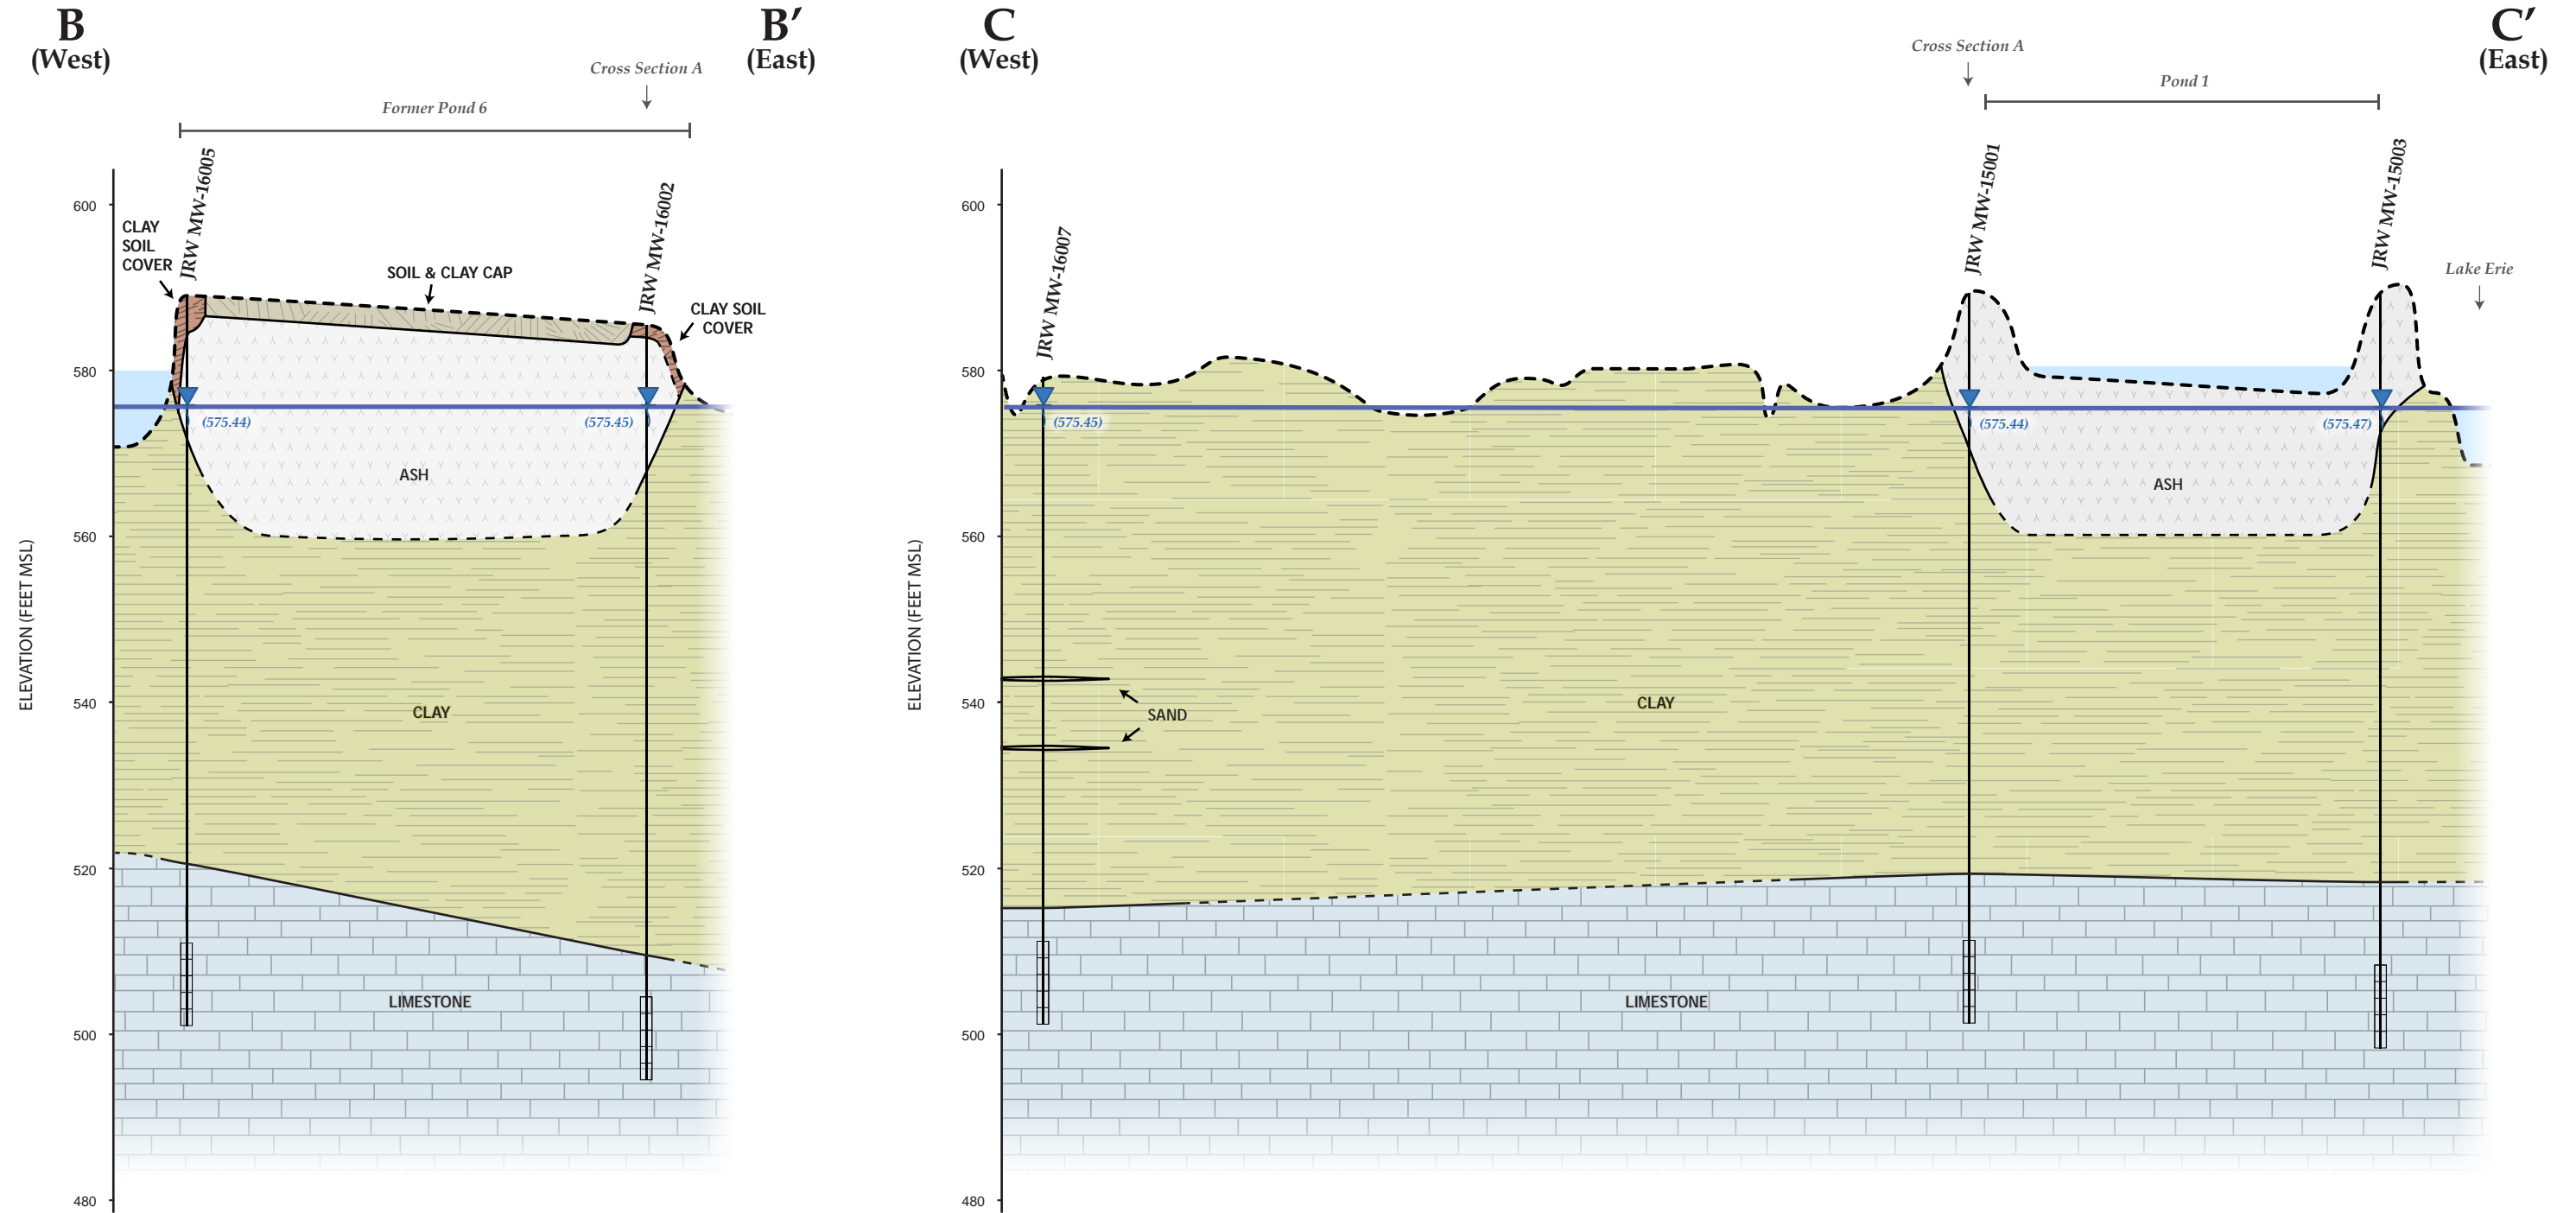 B
(West)
B′
(East)
Cross Section A
Former Pond 6
JRW MW-16005
JRW MW-16002
CLAY
SOIL
COVER
SOIL & CLAY CAP
CLAY SOIL
COVER
600
580
560
540
520
500
480
ELEVATION (FEET MSL)
(575.44)
(575.45)
ASH
CLAY
LIMESTONE
C
(West)
C′
(East)
Cross Section A
Pond 1
JRW MW-16007
JRW MW-15001
JRW MW-15003
Lake Erie
600
580
560
540
520
500
480
ELEVATION (FEET MSL)
(575.45)
(575.44)
(575.47)
ASH
SAND
CLAY
LIMESTONE